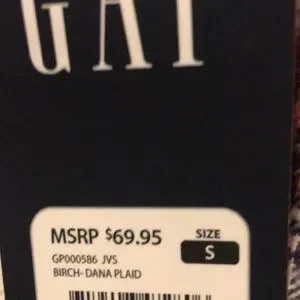 GAP
MSRP $69.95
SIZE
S
GP000586 JVS
BIRCH- DANA PLAID